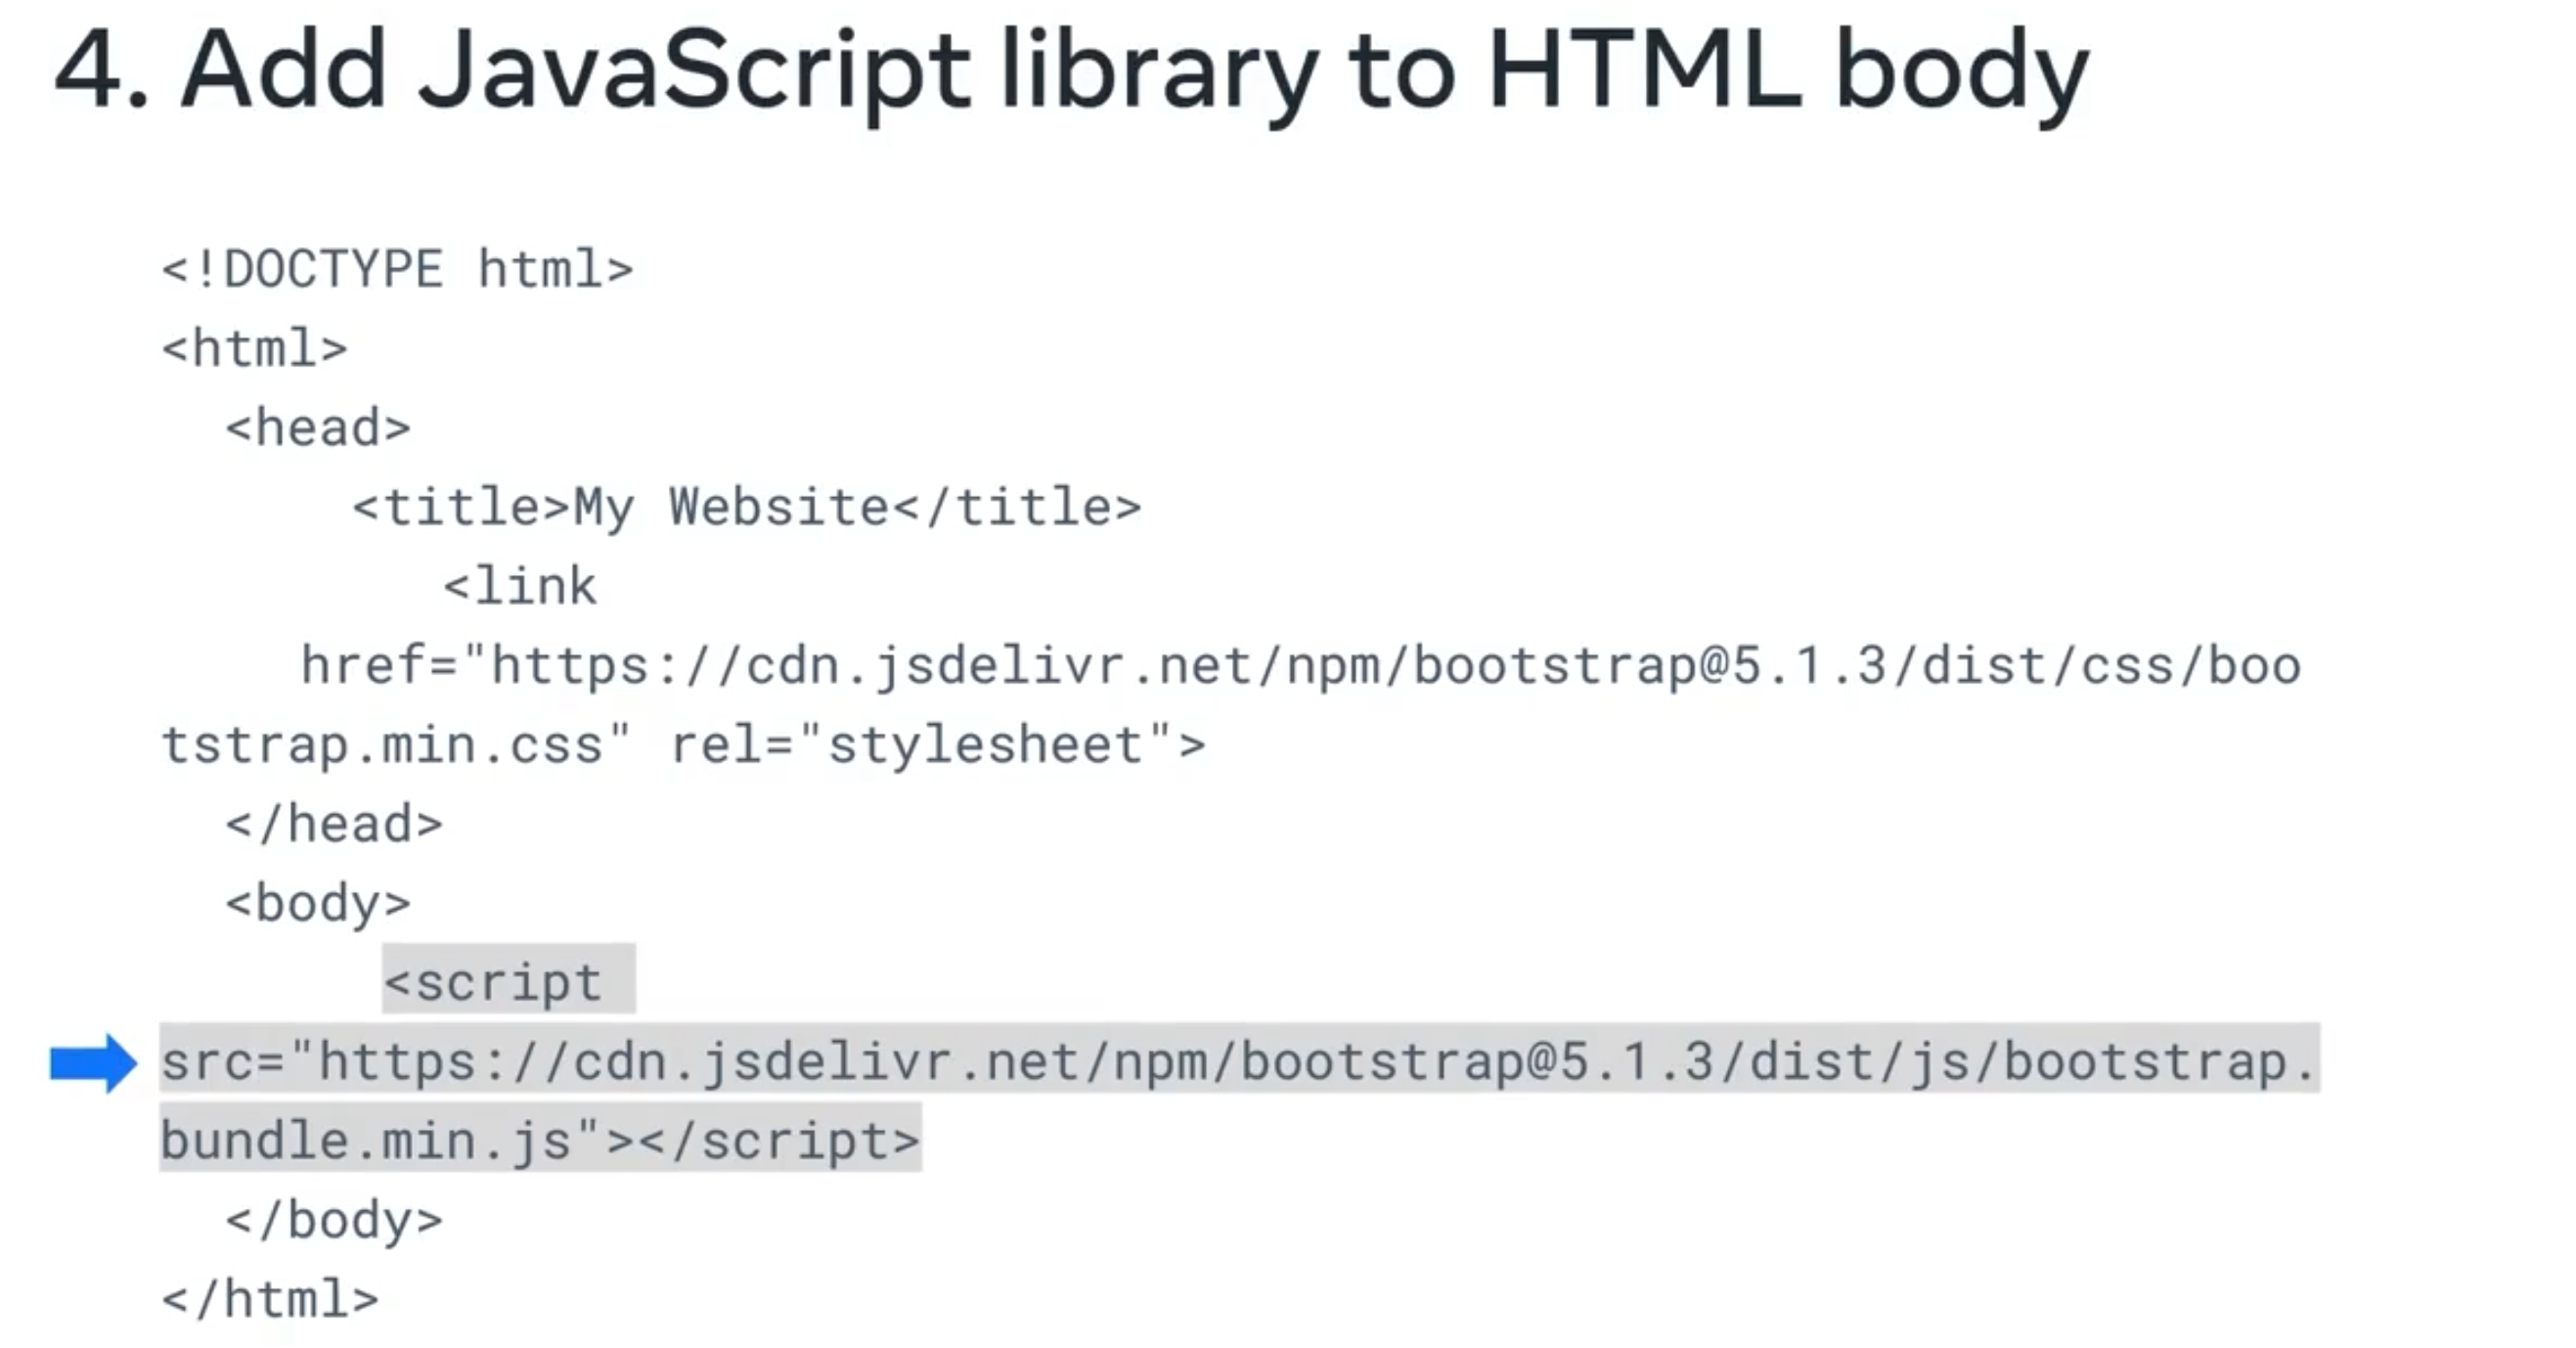 4. Add JavaScript library to HTML body
<!DOCTYPE html>
<html>
<head>
<title>My Website</title>
<link
href="https://cdn.jsdelivr.net/npm/bootstrap@5.1.3/dist/css/boo
tstrap.min.css" rel="stylesheet">
</head>
<body>
<script
src="https://cdn.jsdelivr.net/npm/bootstrap@5.1.3/dist/js/bootstrap.
bundle.min.js"></script>
</body>
</html>